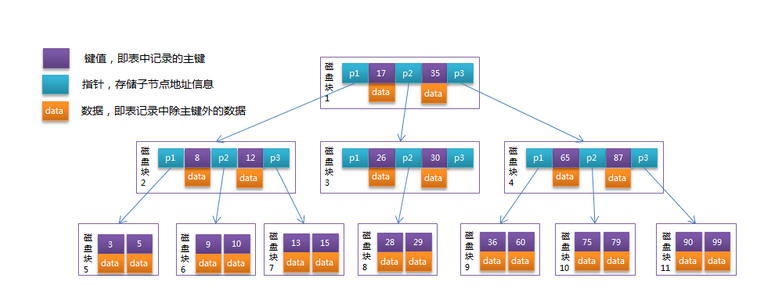 键值，即表中记录的主键
指针，存储子节点地址信息
data 数据，即表记录中除主键外的数据
磁盘块1
p1 17 p2 35 p3
data data
磁盘块2
p1 8 p2 12 p3
data data
磁盘块3
p1 26 p2 30 p3
data data
磁盘块4
p1 65 p2 87 p3
data data
磁盘块5
3 5
data data
磁盘块6
9 10
data data
磁盘块7
13 15
data data
磁盘块8
28 29
data data
磁盘块9
36 60
data data
磁盘块10
75 79
data data
磁盘块11
90 99
data data